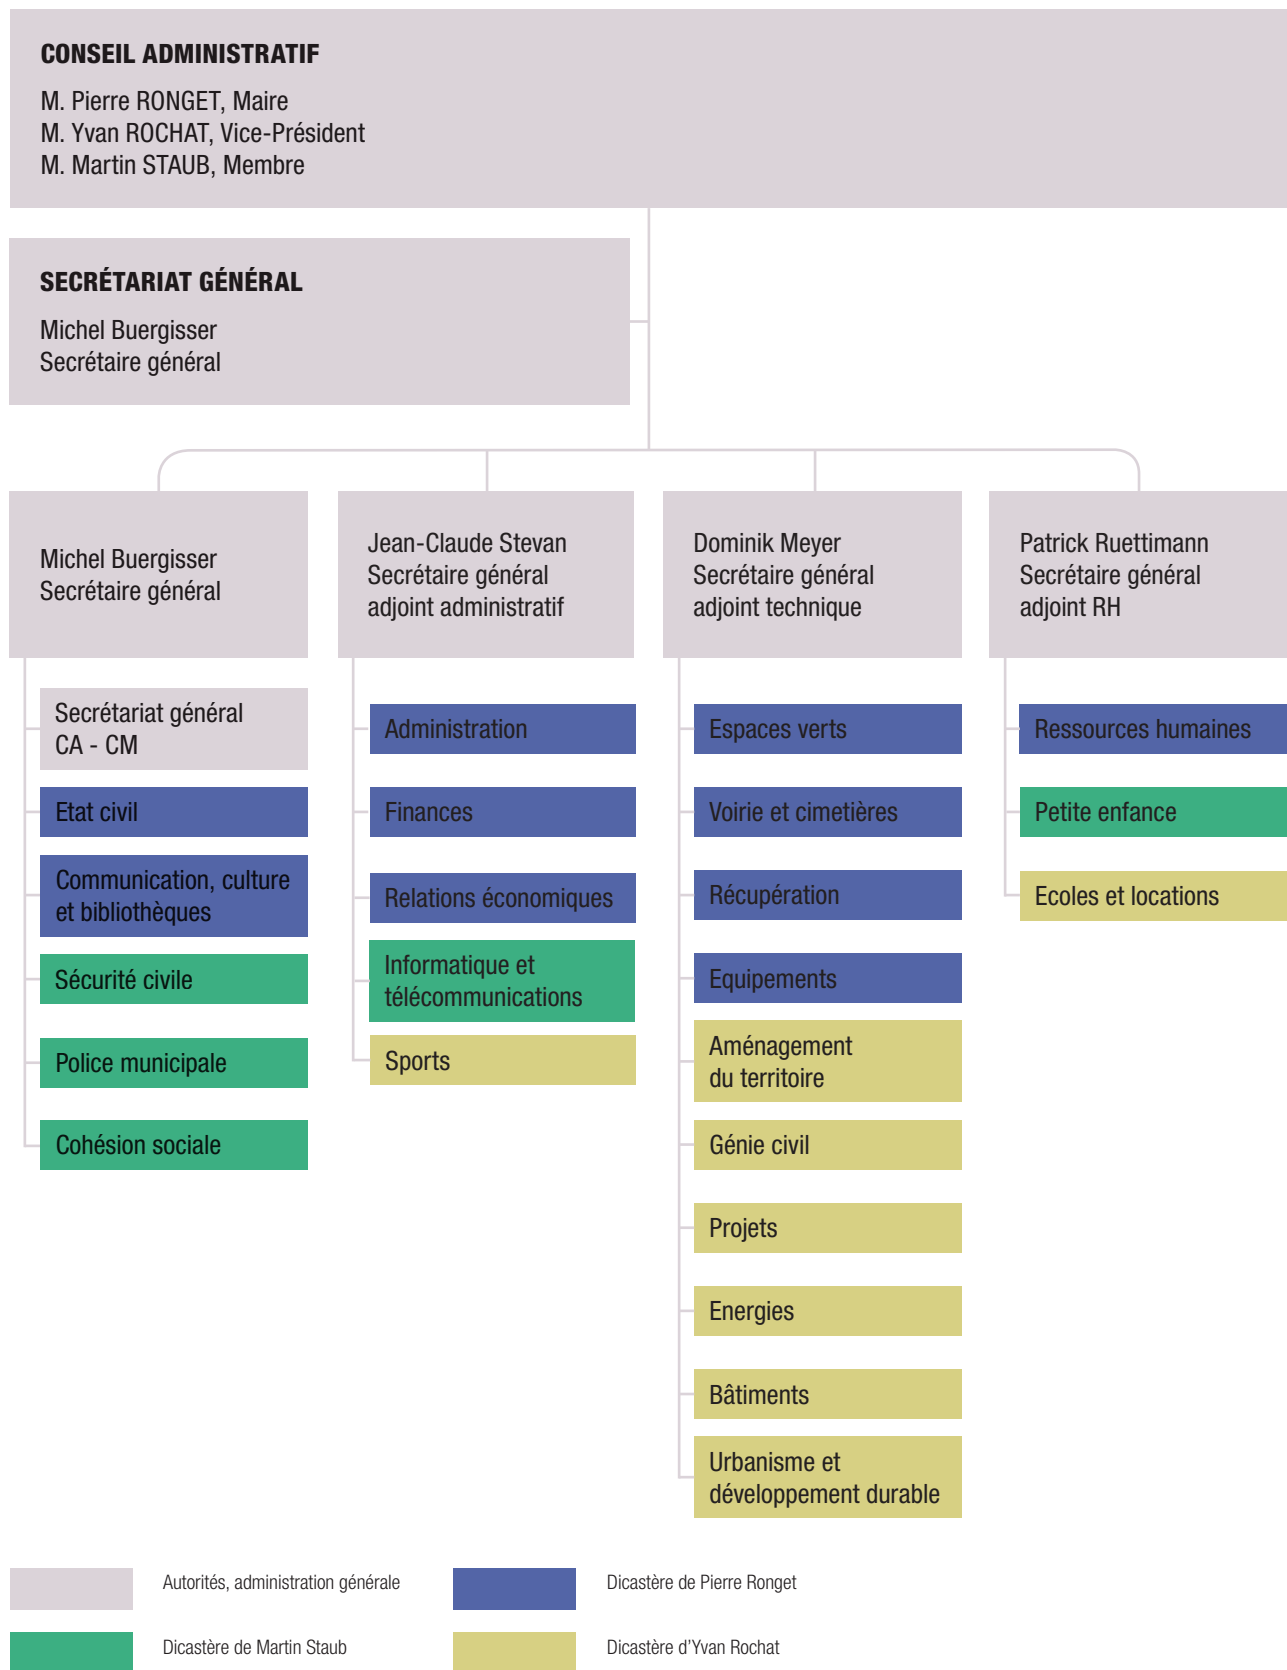 CONSEIL ADMINISTRATIF
M. Pierre RONGET, Maire
M. Yvan ROCHAT, Vice-Président
M. Martin STAUB, Membre
SECRÉTARIAT GÉNÉRAL
Michel Buergisser
Secrétaire général
Michel Buergisser
Secrétaire général
Secrétariat général
CA - CM
Etat civil
Communication, culture
et bibliothèques
Sécurité civile
Police municipale
Cohésion sociale
Jean-Claude Stevan
Secrétaire général
adjoint administratif
Administration
Finances
Relations économiques
Informatique et
télécommunications
Sports
Dominik Meyer
Secrétaire général
adjoint technique
Espaces verts
Voirie et cimetières
Récupération
Equipements
Aménagement
du territoire
Génie civil
Projets
Energies
Bâtiments
Urbanisme et
développement durable
Patrick Ruettimann
Secrétaire général
adjoint RH
Ressources humaines
Petite enfance
Ecoles et locations
Autorités, administration générale
Dicastère de Pierre Ronget
Dicastère de Martin Staub
Dicastère d'Yvan Rochat